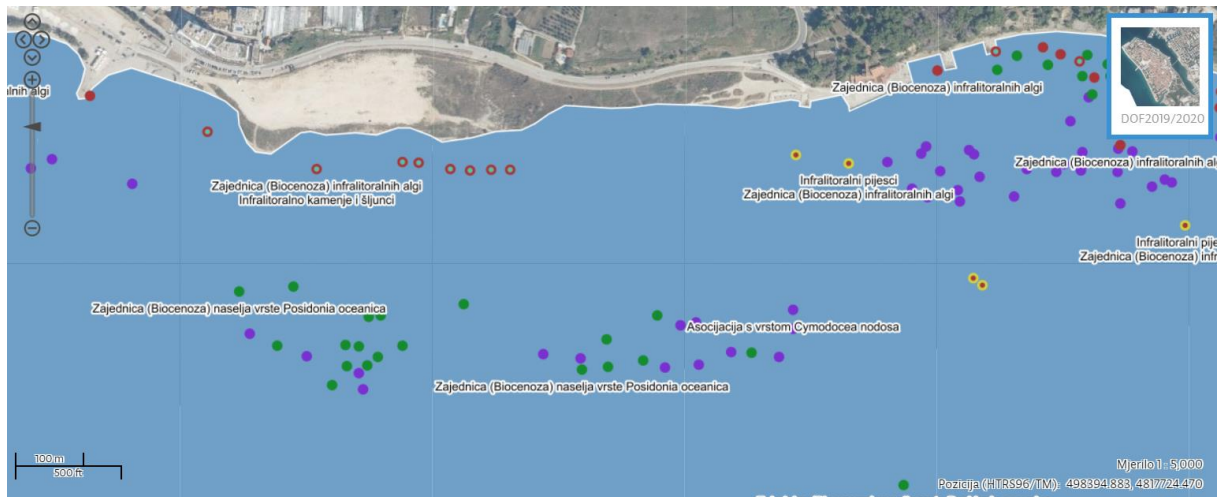 alnih algi
Zajednica (Biocenoza) infralitoralnih algi
DOF2019/2020
Zajednica (Biocenoza) infralitoralnih alg
Zajednica (Biocenoza) infralitoralnih algi
Infralitoralno kamenje i šljunci
Infralitoralni pijesci
Zajednica (Biocenoza) infralitoralnih algi
Infralitoralni pije
Zajednica (Biocenoza) infr
Zajednica (Biocenoza) naselja vrste Posidonia oceanica
Asocijacija s vrstom Cymodocea nodosa
Zajednica (Biocenoza) naselja vrste Posidonia oceanica
100 m
500 ft
Mjerilo 1 : 5,000
Pozicija (HTRS96/TM): 498394.883, 4817724.470